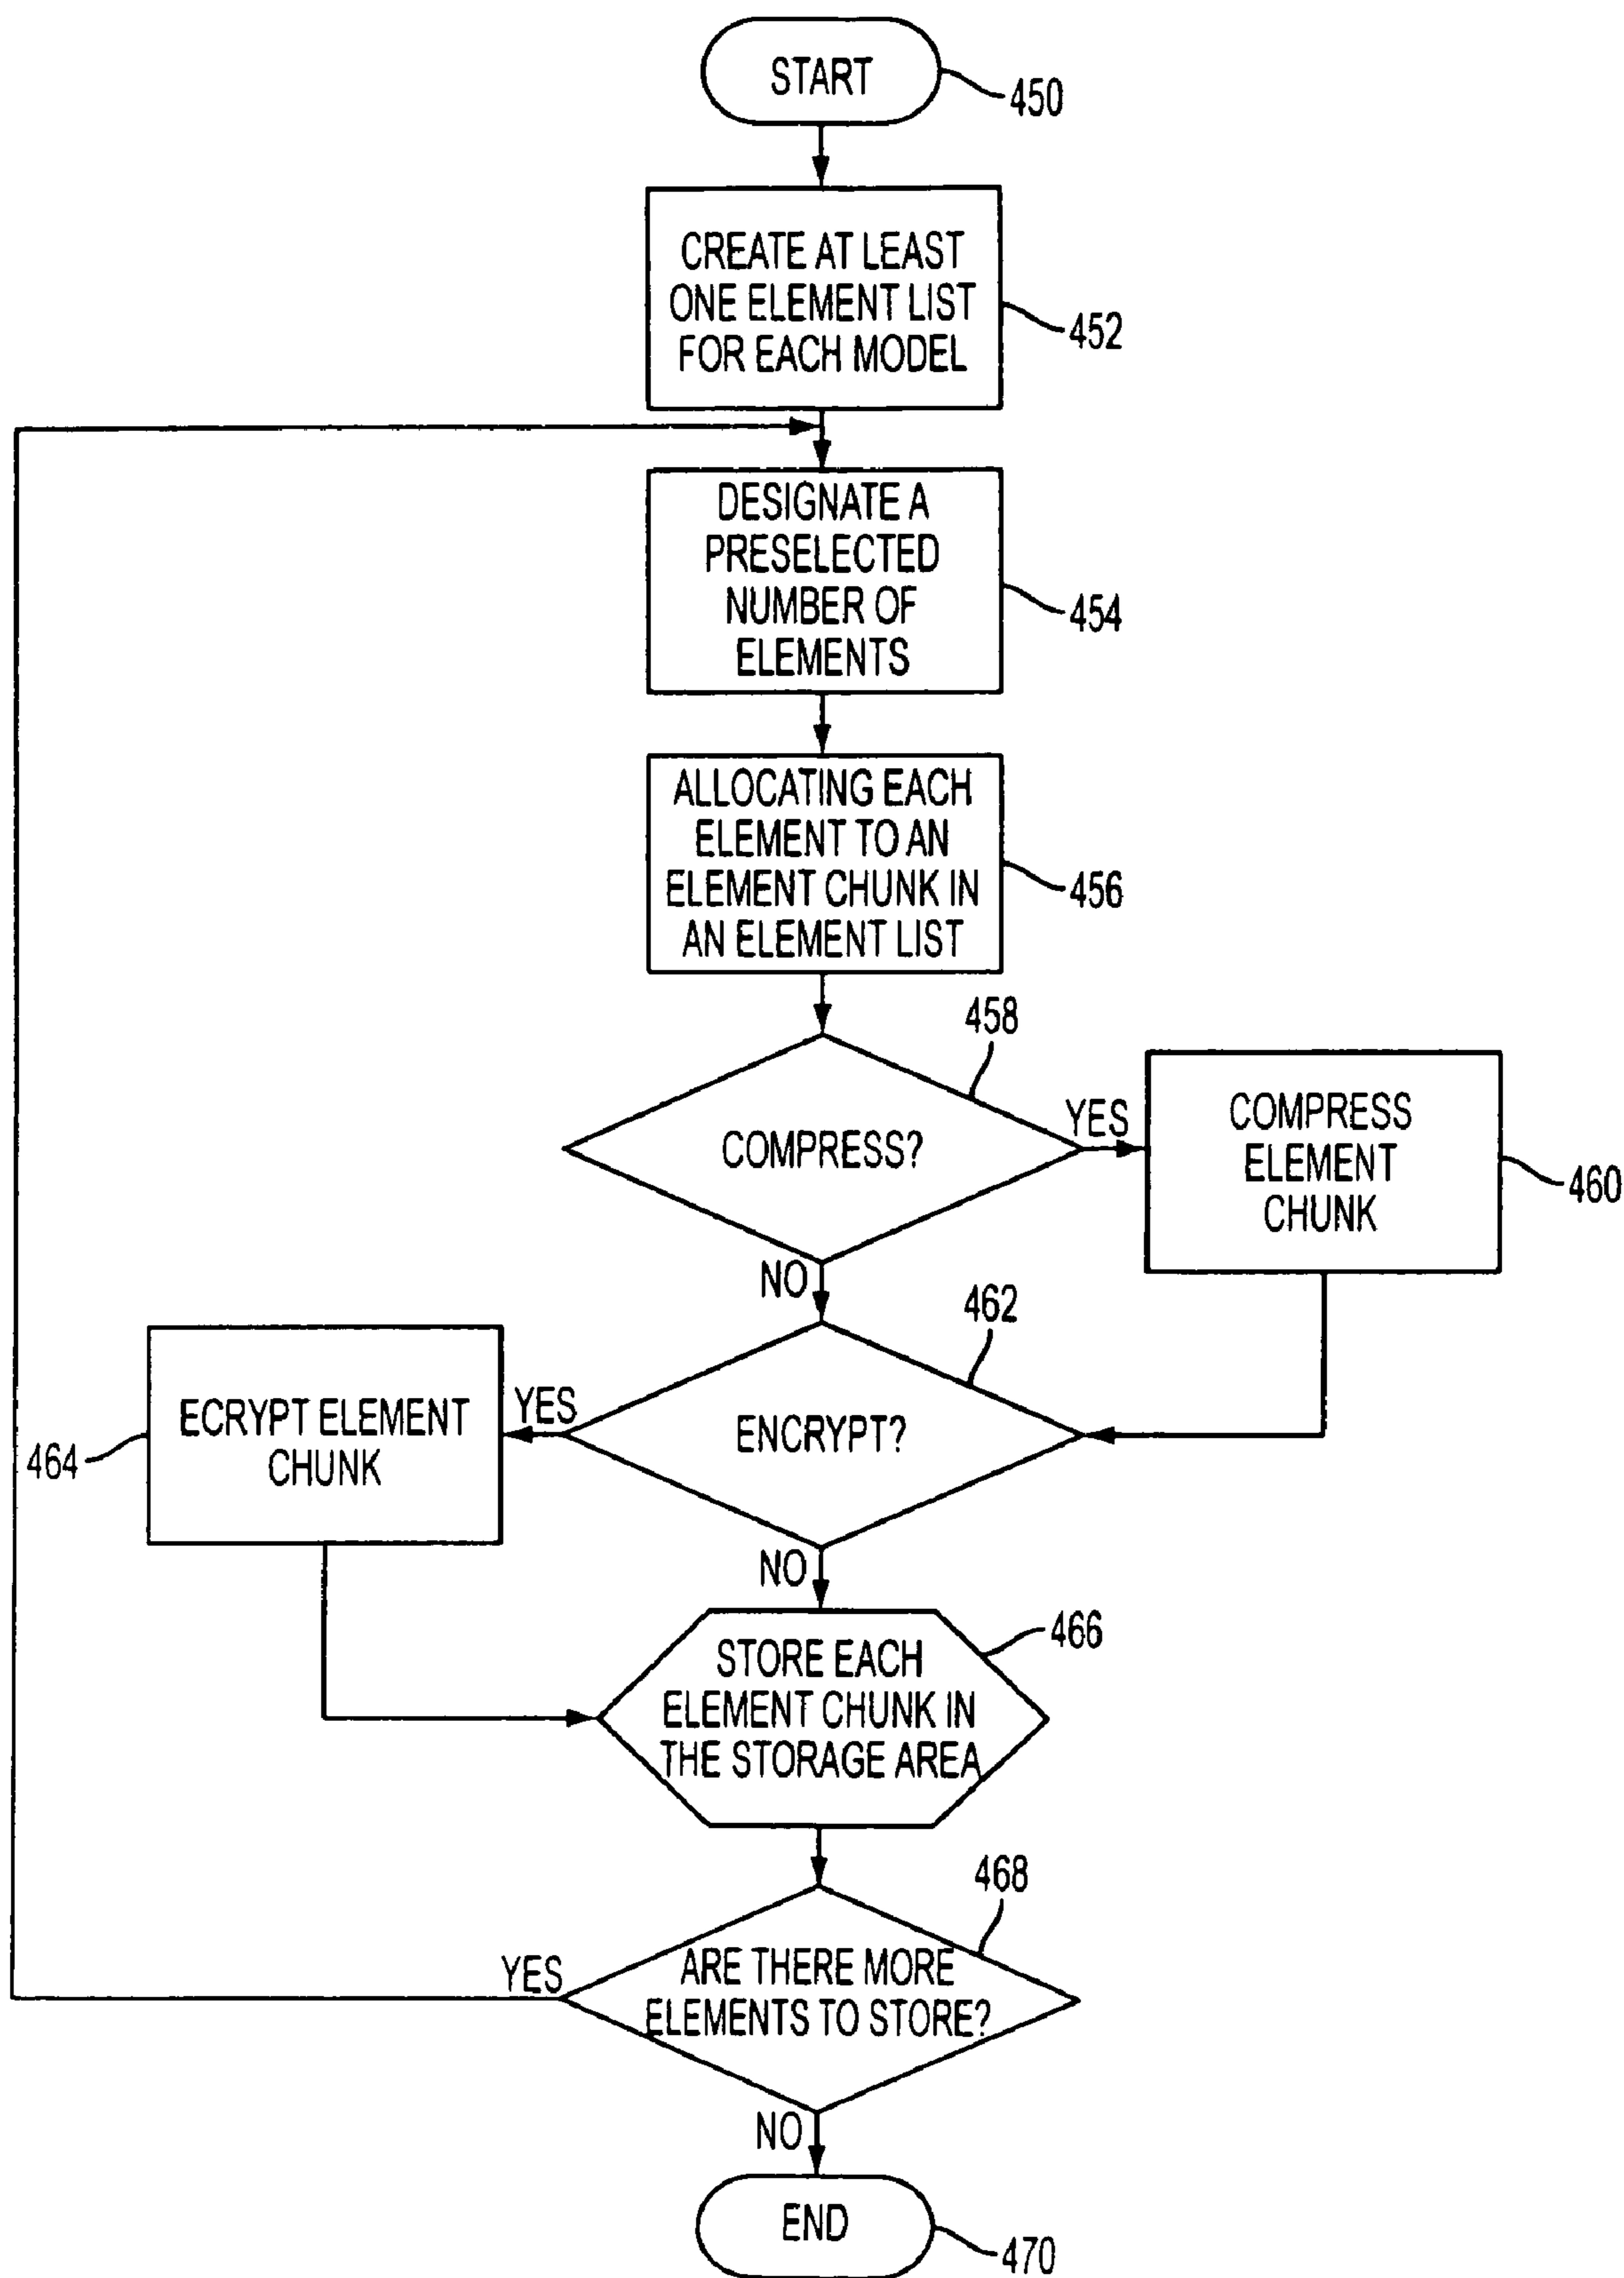 START
450
CREATE AT LEAST
ONE ELEMENT LIST
FOR EACH MODEL
452
DESIGNATE A
PRESELECTED
NUMBER OF
ELEMENTS
454
ALLOCATING EACH
ELEMENT TO AN
ELEMENT CHUNK IN
AN ELEMENT LIST
456
458
COMPRESS?
YES
COMPRESS
ELEMENT
CHUNK
460
NO
462
ENCRYPT?
YES
ECRYPT ELEMENT
CHUNK
464
NO
STORE EACH
ELEMENT CHUNK IN
THE STORAGE AREA
466
468
ARE THERE MORE
ELEMENTS TO STORE?
YES
NO
END
470